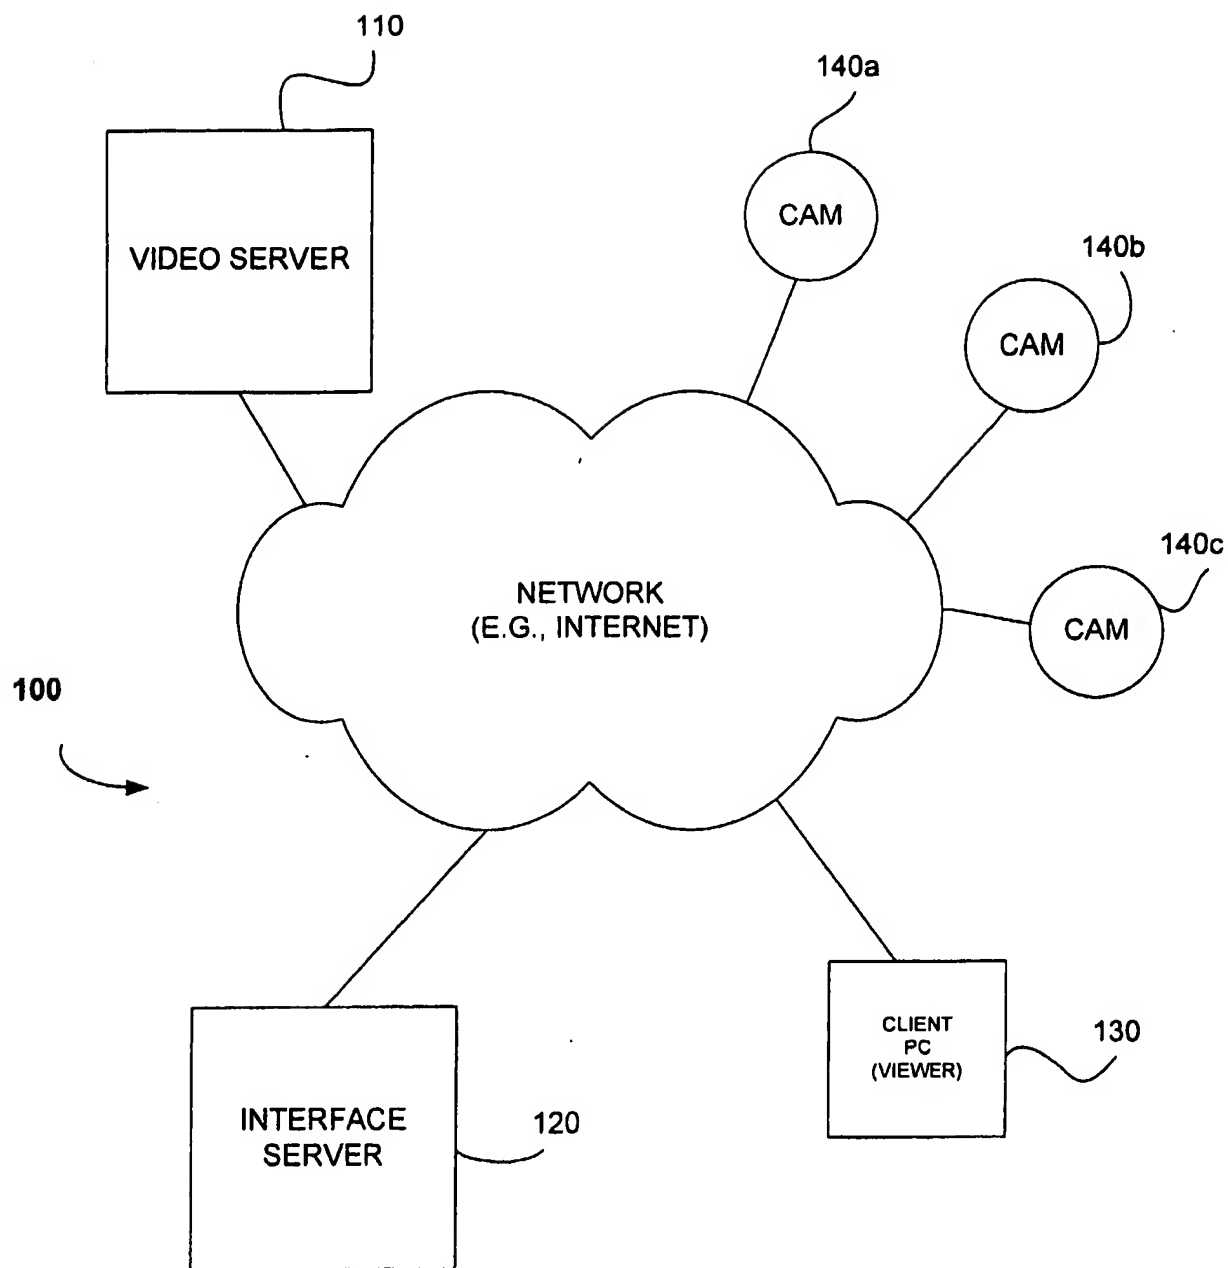 110
140a
CAM
VIDEO SERVER
140b
CAM
140c
NETWORK
(E.G., INTERNET)
CAM
100
CLIENT
PC
(VIEWER)
130
INTERFACE
SERVER
120